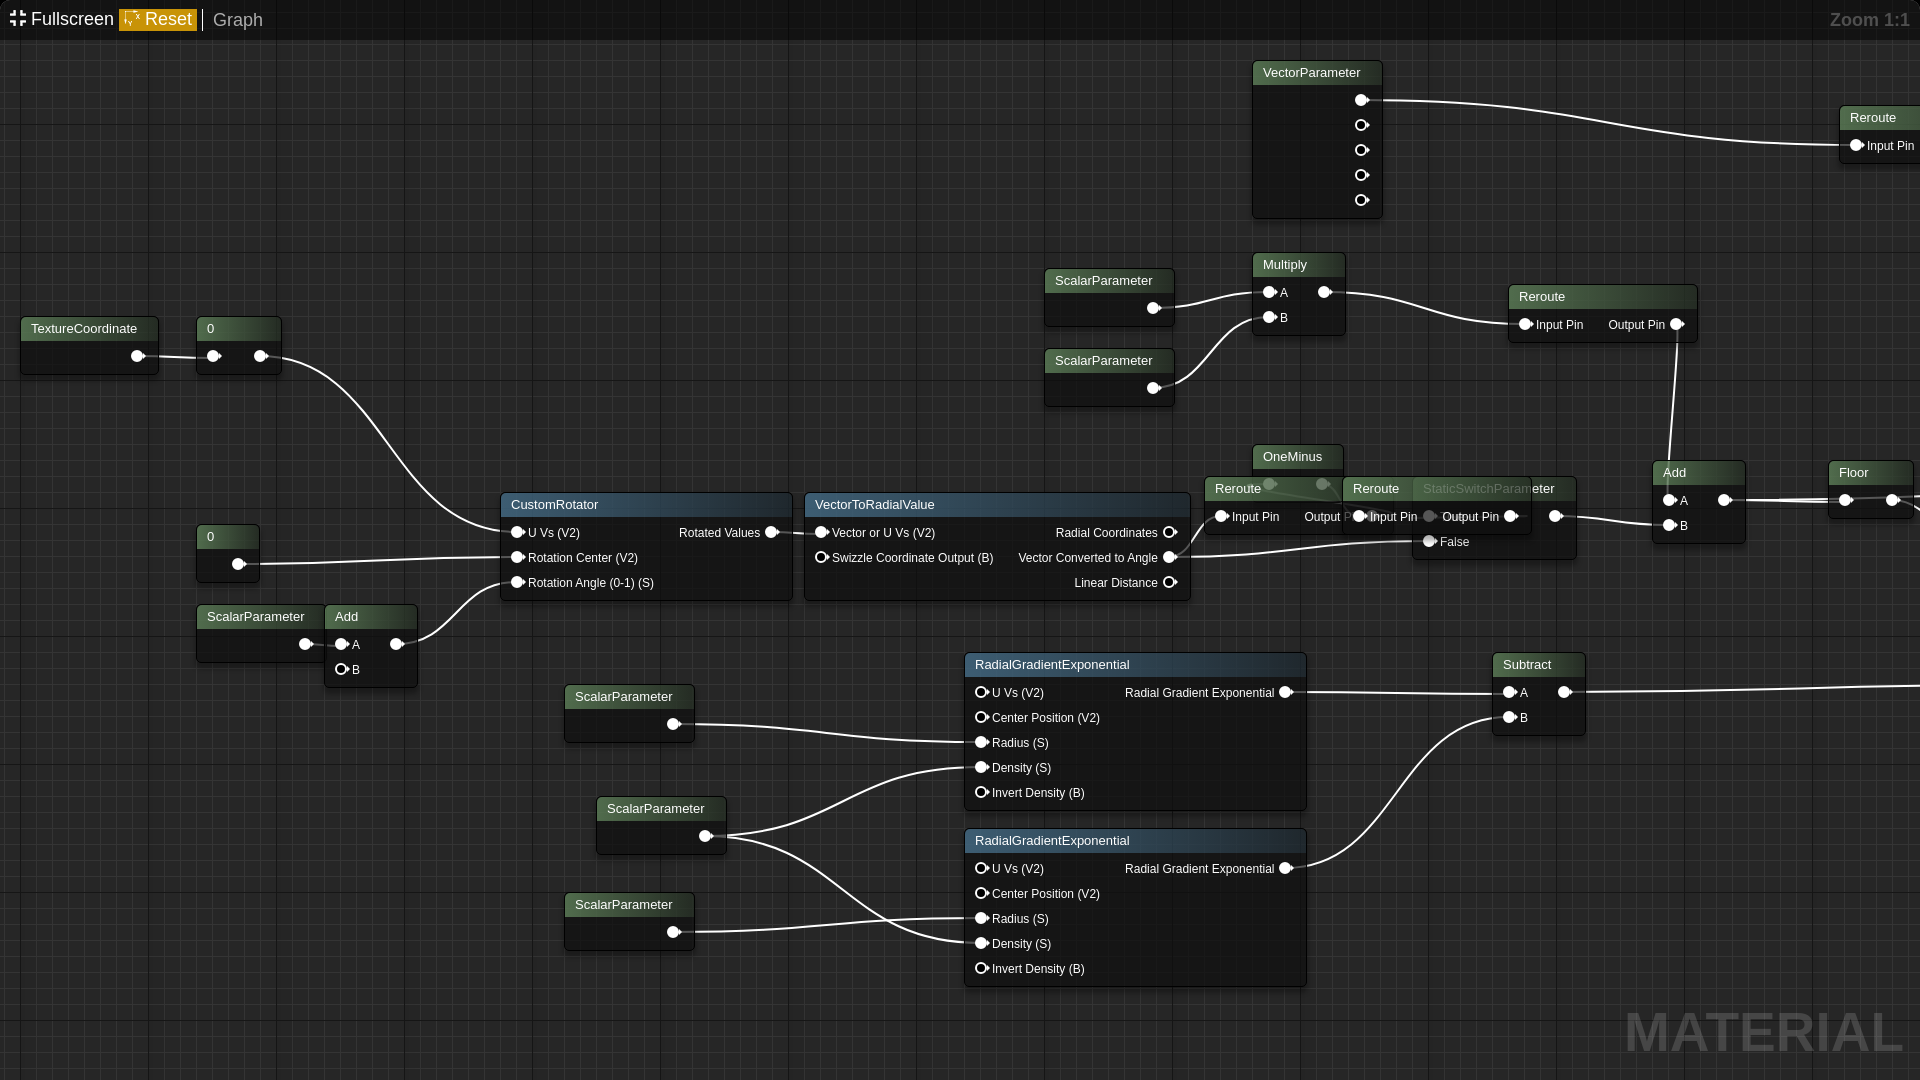 Fullscreen Reset Graph Zoom 1:1
VectorParameter
Reroute
Input Pin
Multiply
A
B
ScalarParameter
ScalarParameter
Reroute
Input Pin Output Pin
TextureCoordinate
0
OneMinus
Reroute
Input Pin Output P
Reroute
Input Pin Output Pin
StaticSwitchParameter
False
Add
A
B
Floor
CustomRotator
U Vs (V2) Rotated Values
Rotation Center (V2)
Rotation Angle (0-1) (S)
VectorToRadialValue
Vector or U Vs (V2) Radial Coordinates
Swizzle Coordinate Output (B) Vector Converted to Angle
Linear Distance
0
ScalarParameter
Add
A
B
RadialGradientExponential
U Vs (V2) Radial Gradient Exponential
Center Position (V2)
Radius (S)
Density (S)
Invert Density (B)
Subtract
A
B
ScalarParameter
ScalarParameter
RadialGradientExponential
U Vs (V2) Radial Gradient Exponential
Center Position (V2)
Radius (S)
Density (S)
Invert Density (B)
ScalarParameter
MATERIAL